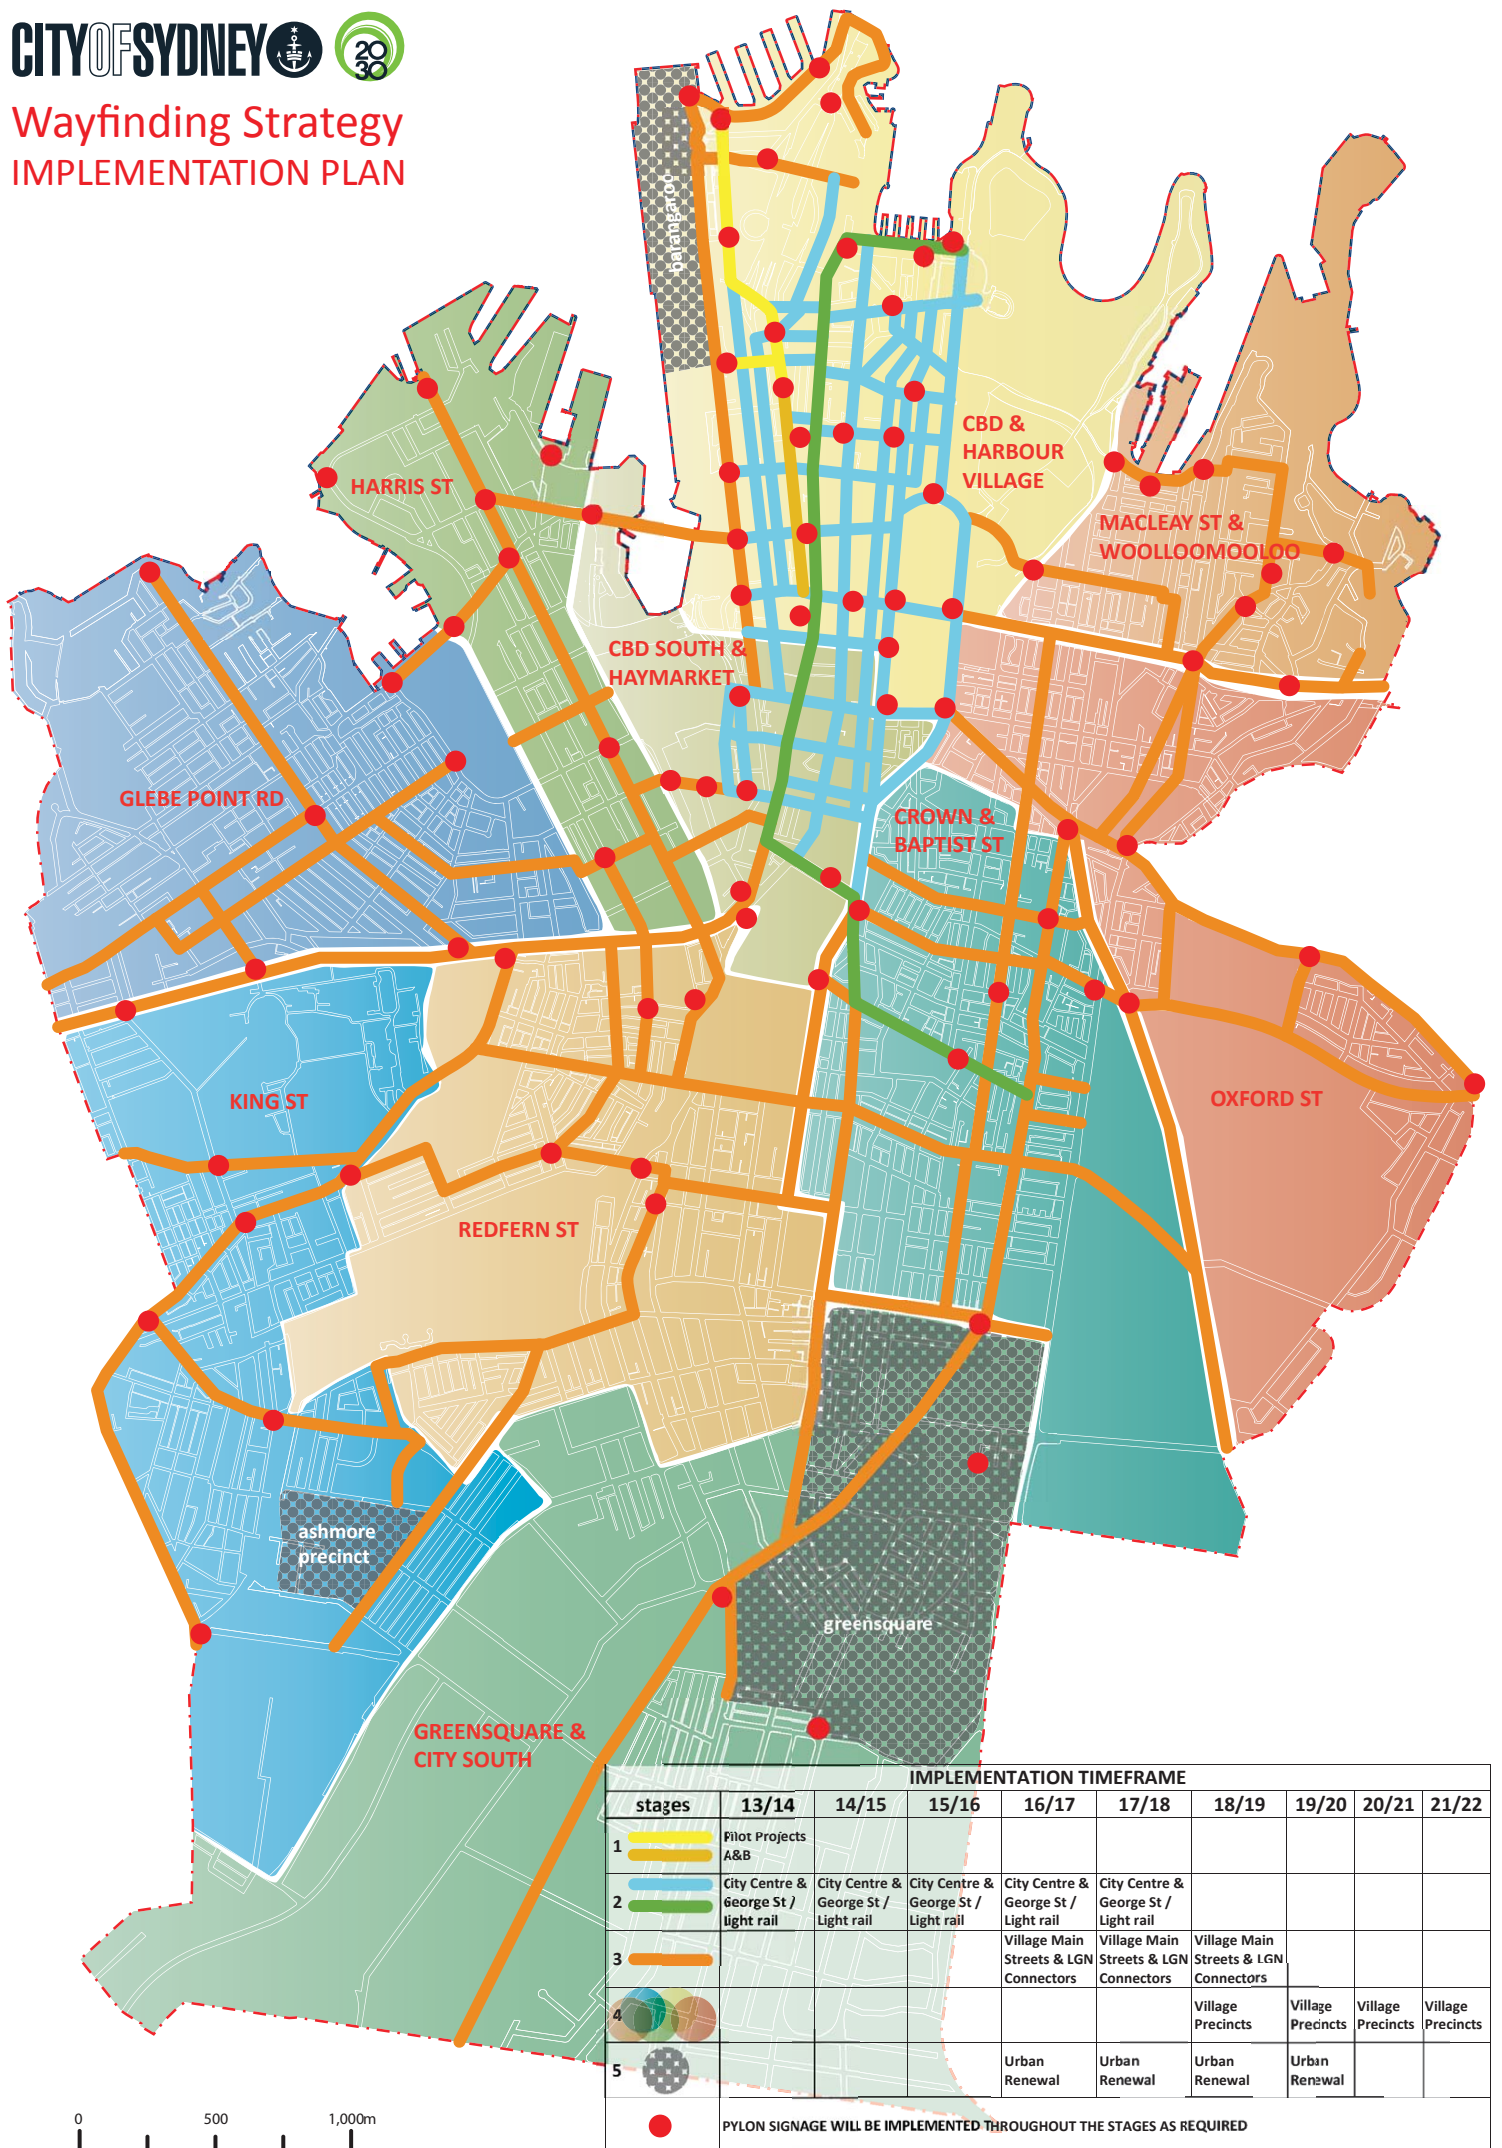 CITYOFSYDNEY
20
30
Wayfinding Strategy
IMPLEMENTATION PLAN
barangaroo
CBD &
HARBOUR
VILLAGE
HARRIS ST
MACLEAY ST &
WOOLLOOMOOLOO
CBD SOUTH &
HAYMARKET
GLEBE POINT RD
CROWN &
BAPTIST ST
KING ST
OXFORD ST
REDFERN ST
ashmore
precinct
greensquare
GREENSQUARE &
CITY SOUTH
IMPLEMENTATION TIMEFRAME
stages 13/14 14/15 15/16 16/17 17/18 18/19 19/20 20/21 21/22
1 Pilot Projects
A&B
2 City Centre & City Centre & City Centre & City Centre & City Centre &
George St / George St / George St / George St / George St /
Light rail Light rail Light rail Light rail Light rail
3 Village Main Village Main Village Main
Streets & LGN Streets & LGN Streets & LGN
Connectors Connectors Connectors
4 Village Village Village Village
Precincts Precincts Precincts Precincts
5 Urban Urban Urban Urban
Renewal Renewal Renewal Renewal
PYLON SIGNAGE WILL BE IMPLEMENTED THROUGHOUT THE STAGES AS REQUIRED
0 500 1,000m